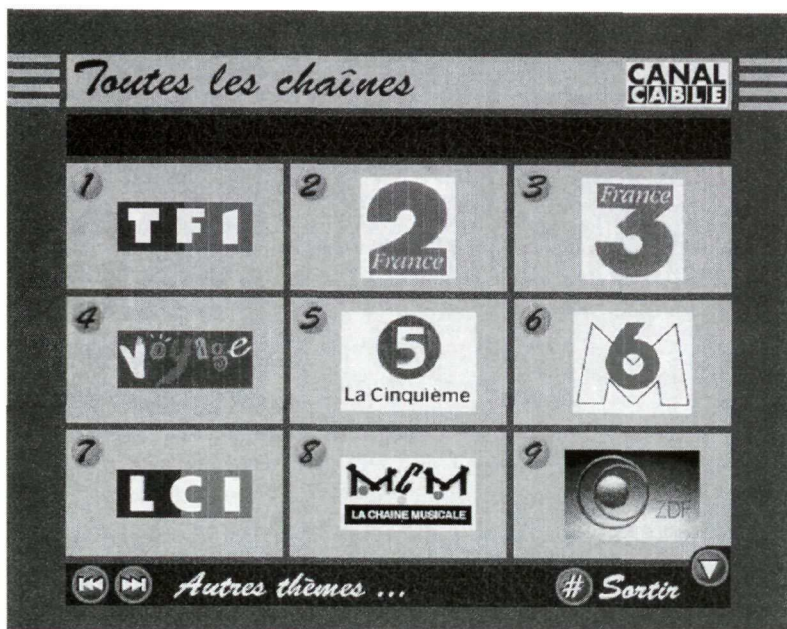 Toutes les chaînes
CANAL
CABLE
1
TF1
2
France
3
France
3
4
Voyage
5
5
La Cinquième
6
M6
7
LCI
8
MCM
LA CHAINE MUSICALE
9
ZDF
Autres thèmes ...
# Sortir